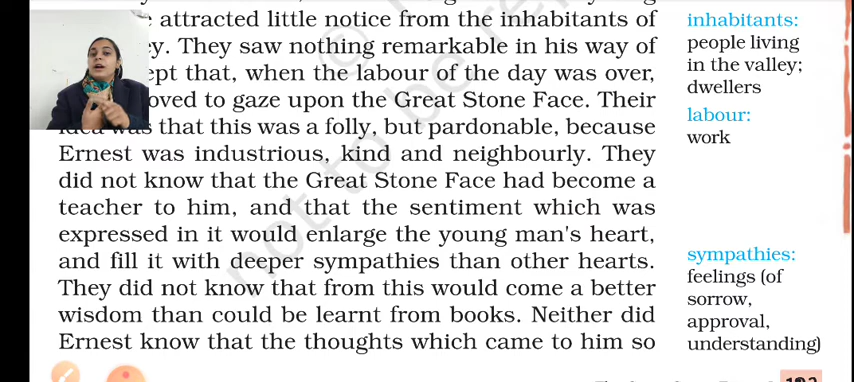 attracted little notice from the inhabitants of
They saw nothing remarkable in his way of
that, when the labour of the day was over,
to gaze upon the Great Stone Face. Their
idea was that this was a folly, but pardonable, because
Ernest was industrious, kind and neighbourly. They
did not know that the Great Stone Face had become a
teacher to him, and that the sentiment which was
expressed in it would enlarge the young man's heart,
and fill it with deeper sympathies than other hearts.
They did not know that from this would come a better
wisdom than could be learnt from books. Neither did
Ernest know that the thoughts which came to him so
inhabitants:
people living
in the valley;
dwellers
labour:
work
sympathies:
feelings (of
sorrow,
approval,
understanding)
not to be re